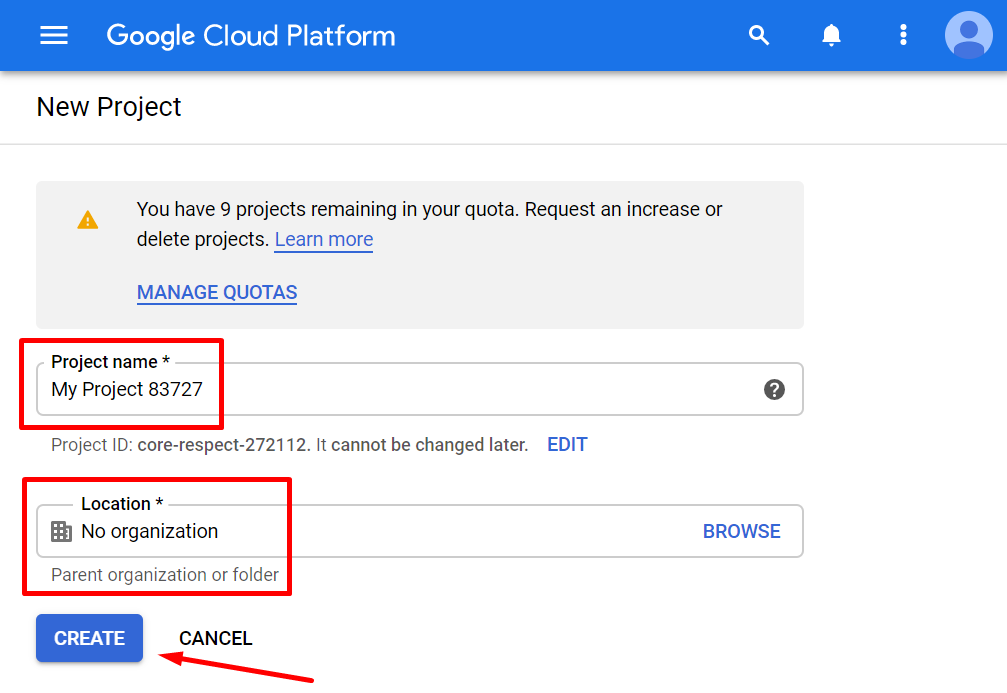 Google Cloud Platform
New Project
You have 9 projects remaining in your quota. Request an increase or
delete projects. Learn more
MANAGE QUOTAS
Project name *
My Project 83727
Project ID: core-respect-272112. It cannot be changed later. EDIT
Location *
No organization BROWSE
Parent organization or folder
CREATE CANCEL